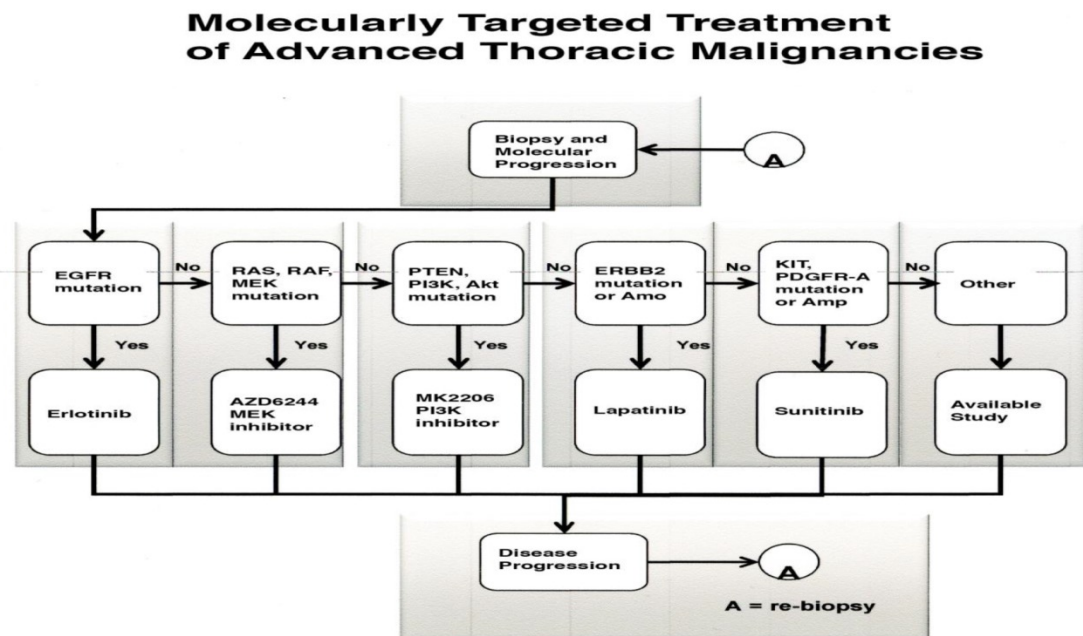 Molecularly Targeted Treatment
of Advanced Thoracic Malignancies
Biopsy and
Molecular
Progression
A
EGFR
mutation
No
RAS, RAF,
MEK
mutation
No
PTEN,
PI3K, Akt
mutation
No
ERBB2
mutation
or Amo
No
KIT,
PDGFR-A
mutation
or Amp
No
Other
Yes
Yes
Yes
Yes
Yes
Erlotinib
AZD6244
MEK
inhibitor
MK2206
PI3K
inhibitor
Lapatinib
Sunitinib
Available
Study
Disease
Progression
A
A = re-biopsy